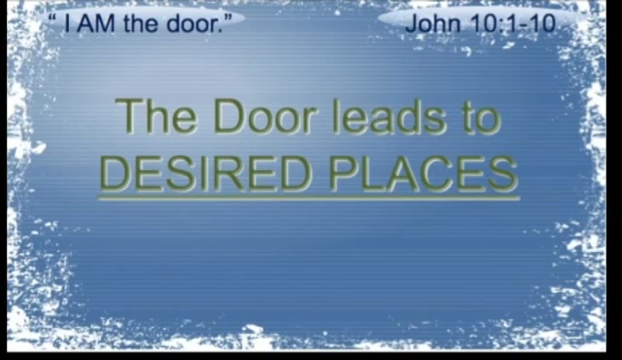 “ I AM the door.”
John 10:1-10
The Door leads to
DESIRED PLACES